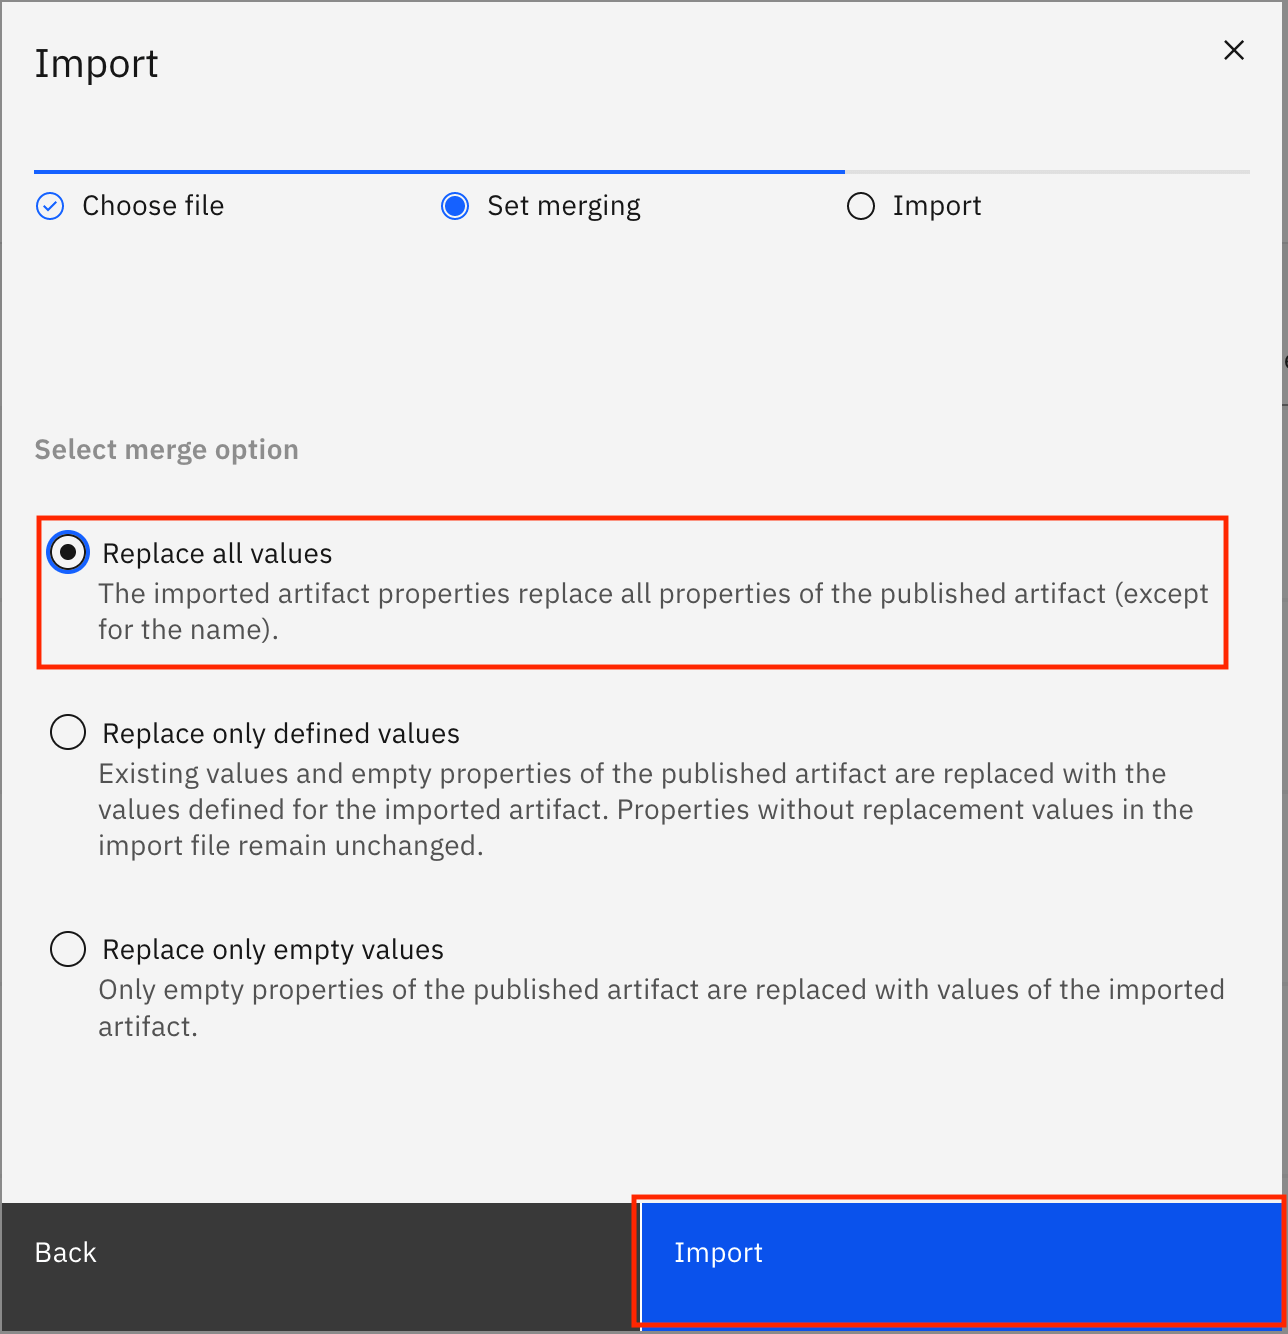 Import
Choose file
Set merging
Import
Select merge option
Replace all values
The imported artifact properties replace all properties of the published artifact (except
for the name).
Replace only defined values
Existing values and empty properties of the published artifact are replaced with the
values defined for the imported artifact. Properties without replacement values in the
import file remain unchanged.
Replace only empty values
Only empty properties of the published artifact are replaced with values of the imported
artifact.
Back
Import